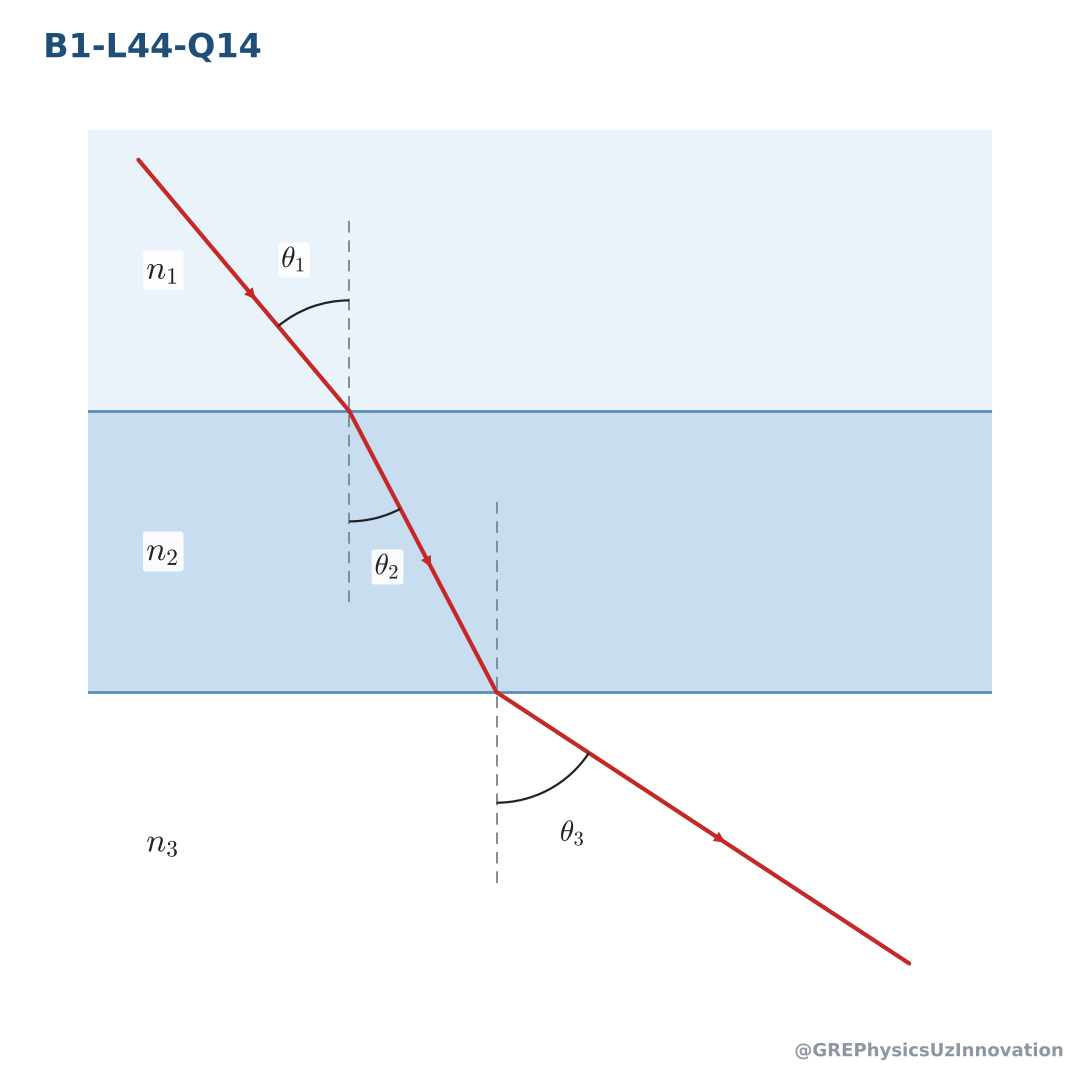 B1-L44-Q14
θ₁
n₁
n₂
θ₂
θ₃
n₃
@GREPhysicsUzInnovation